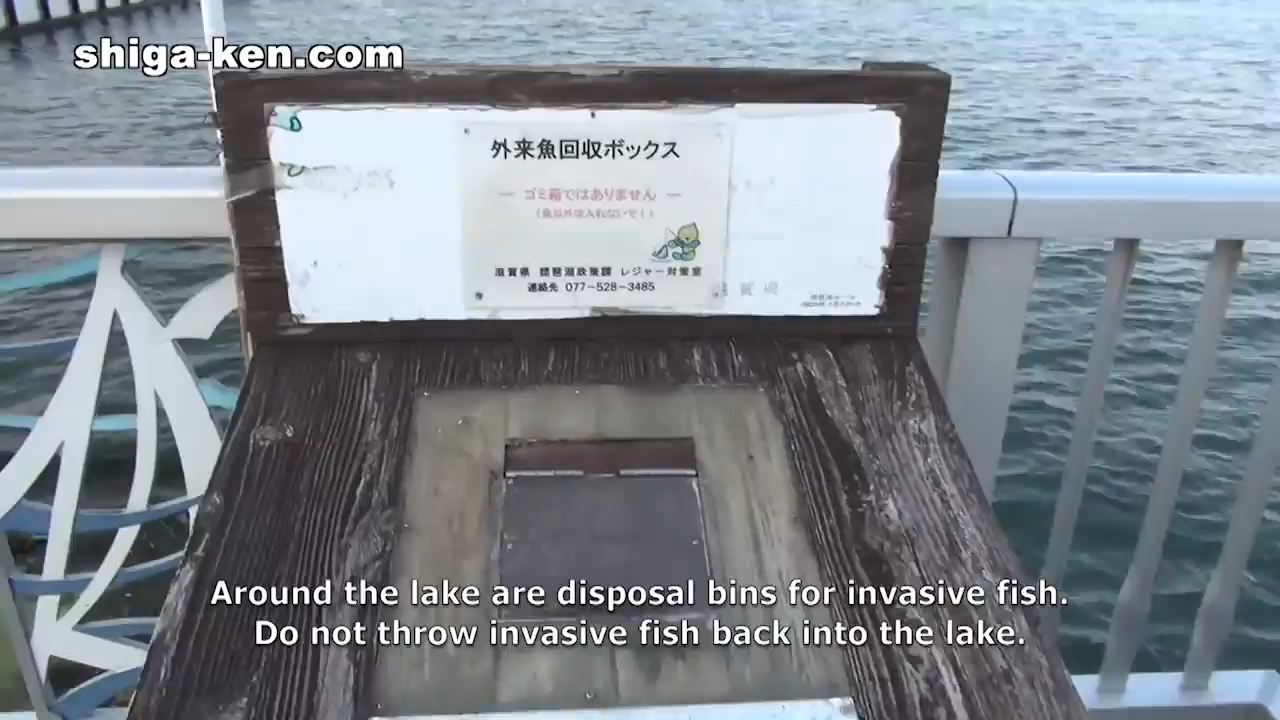 shiga-ken.com
外来魚回収ボックス
ー ゴミ箱ではありません ー
(魚以外は入れないで!)
滋賀県 琵琶湖政策課 レジャー対策室
連絡先 077-528-3485
滋賀県
Around the lake are disposal bins for invasive fish.
Do not throw invasive fish back into the lake.